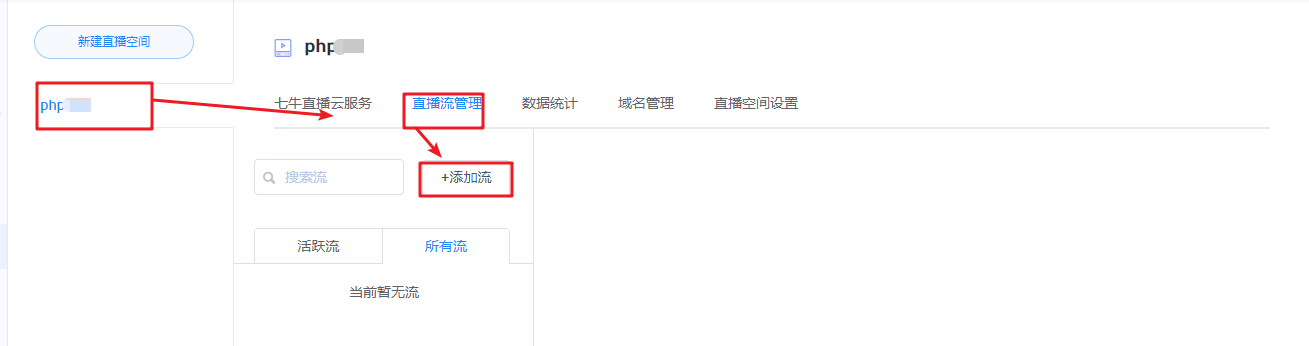 新建直播空间
php
php
七牛直播云服务 直播流管理 数据统计 域名管理 直播空间设置
搜索流 +添加流
活跃流 所有流
当前暂无流